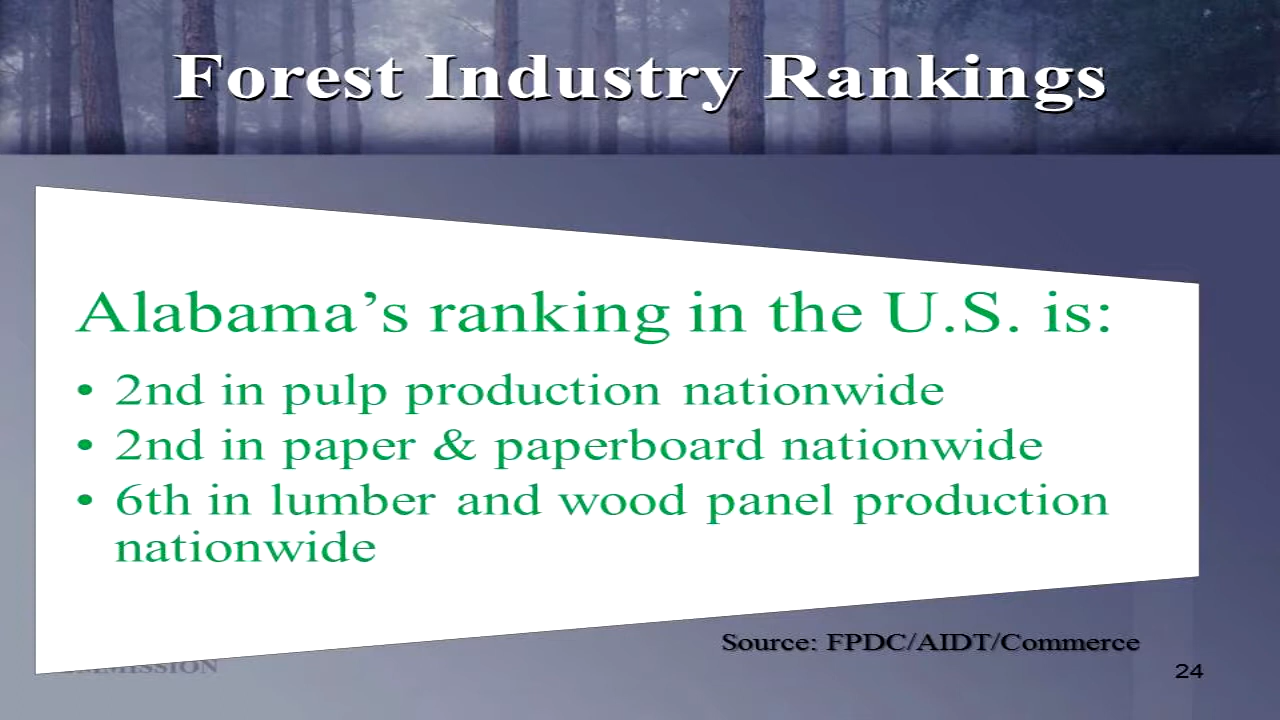 Forest Industry Rankings
Alabama’s ranking in the U.S. is:
• 2nd in pulp production nationwide
• 2nd in paper & paperboard nationwide
• 6th in lumber and wood panel production
nationwide
Source: FPDC/AIDT/Commerce
24